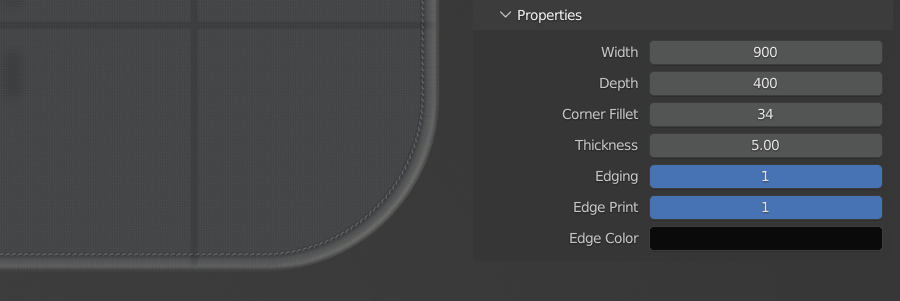 Properties
Width 900
Depth 400
Corner Fillet 34
Thickness 5.00
Edging 1
Edge Print 1
Edge Color